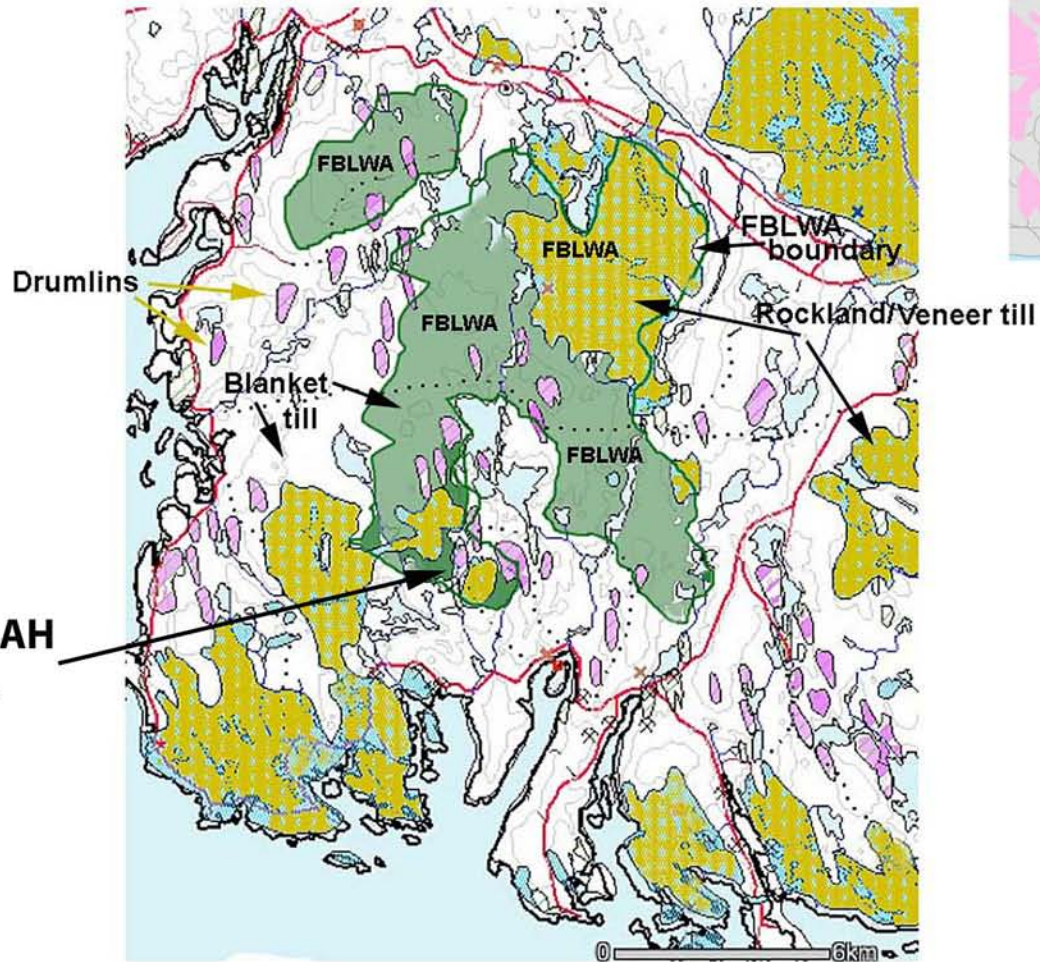 FBLWA
FBLWA
boundary
FBLWA
Drumlins
Rockland/Veneer till
FBLWA
Blanket
till
FBLWA
AH
0 6km